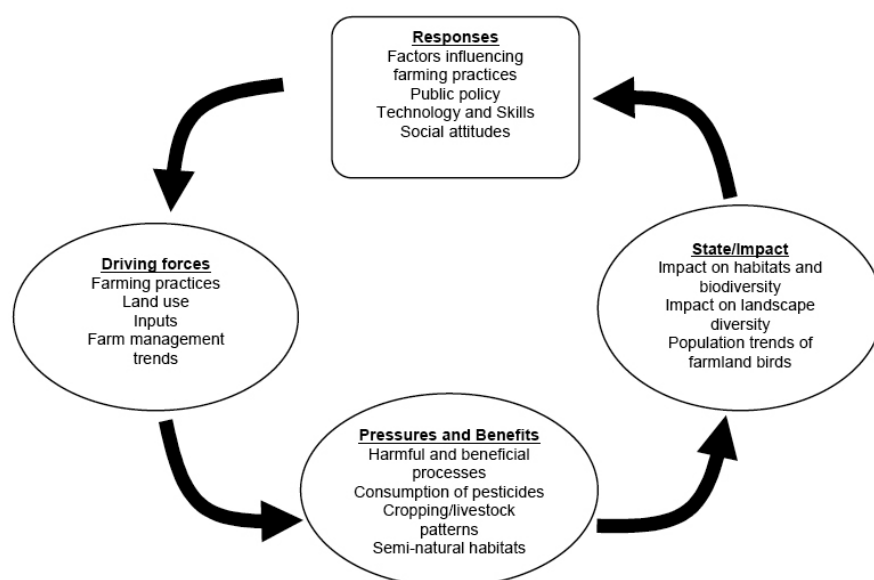 Responses
Factors influencing
farming practices
Public policy
Technology and Skills
Social attitudes
Driving forces
Farming practices
Land use
Inputs
Farm management
trends
State/Impact
Impact on habitats and
biodiversity
Impact on landscape
diversity
Population trends of
farmland birds
Pressures and Benefits
Harmful and beneficial
processes
Consumption of pesticides
Cropping/livestock
patterns
Semi-natural habitats